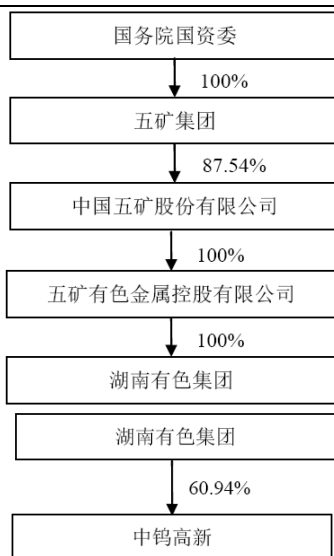 国务院国资委
100%
五矿集团
87.54%
中国五矿股份有限公司
100%
五矿有色金属控股有限公司
100%
湖南有色集团
湖南有色集团
60.94%
中钨高新